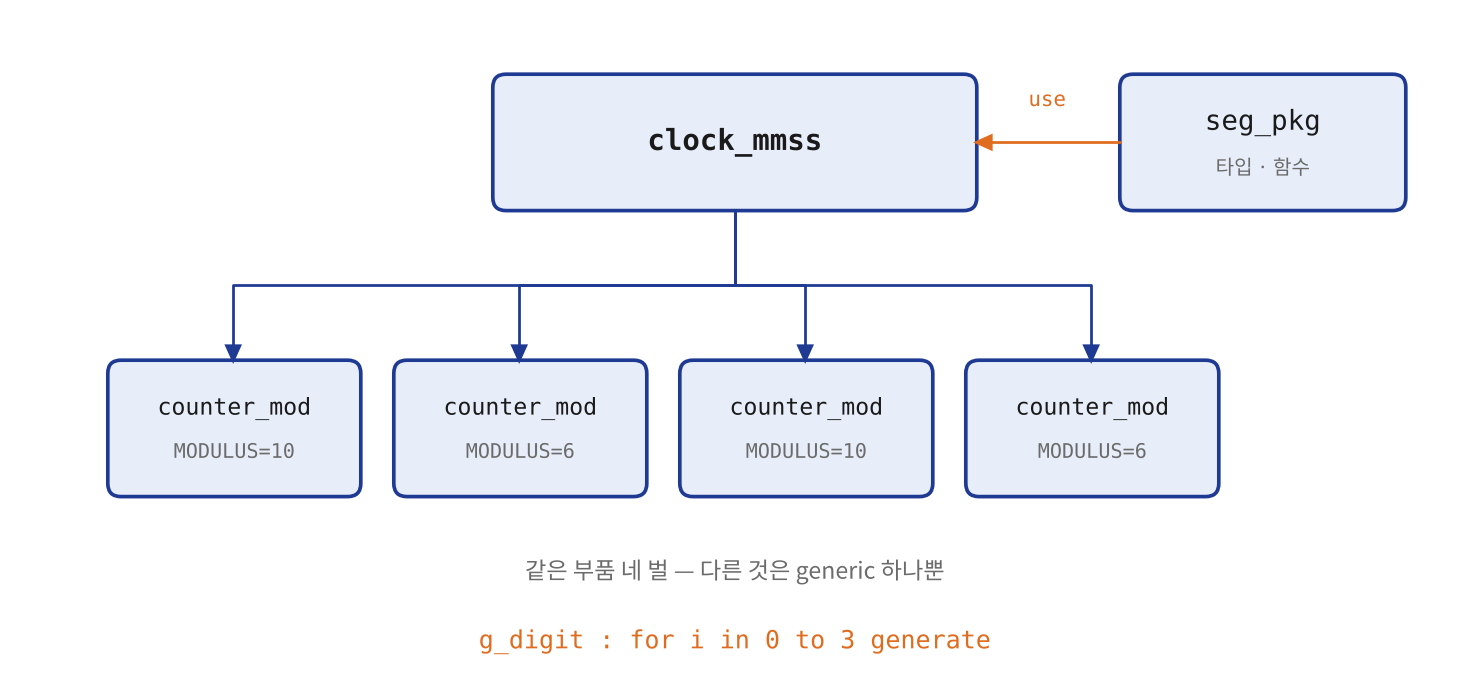 clock_mmss
use
seg_pkg
타입 · 함수
counter_mod
MODULUS=10
counter_mod
MODULUS=6
counter_mod
MODULUS=10
counter_mod
MODULUS=6
같은 부품 네 벌 — 다른 것은 generic 하나뿐
g_digit : for i in 0 to 3 generate